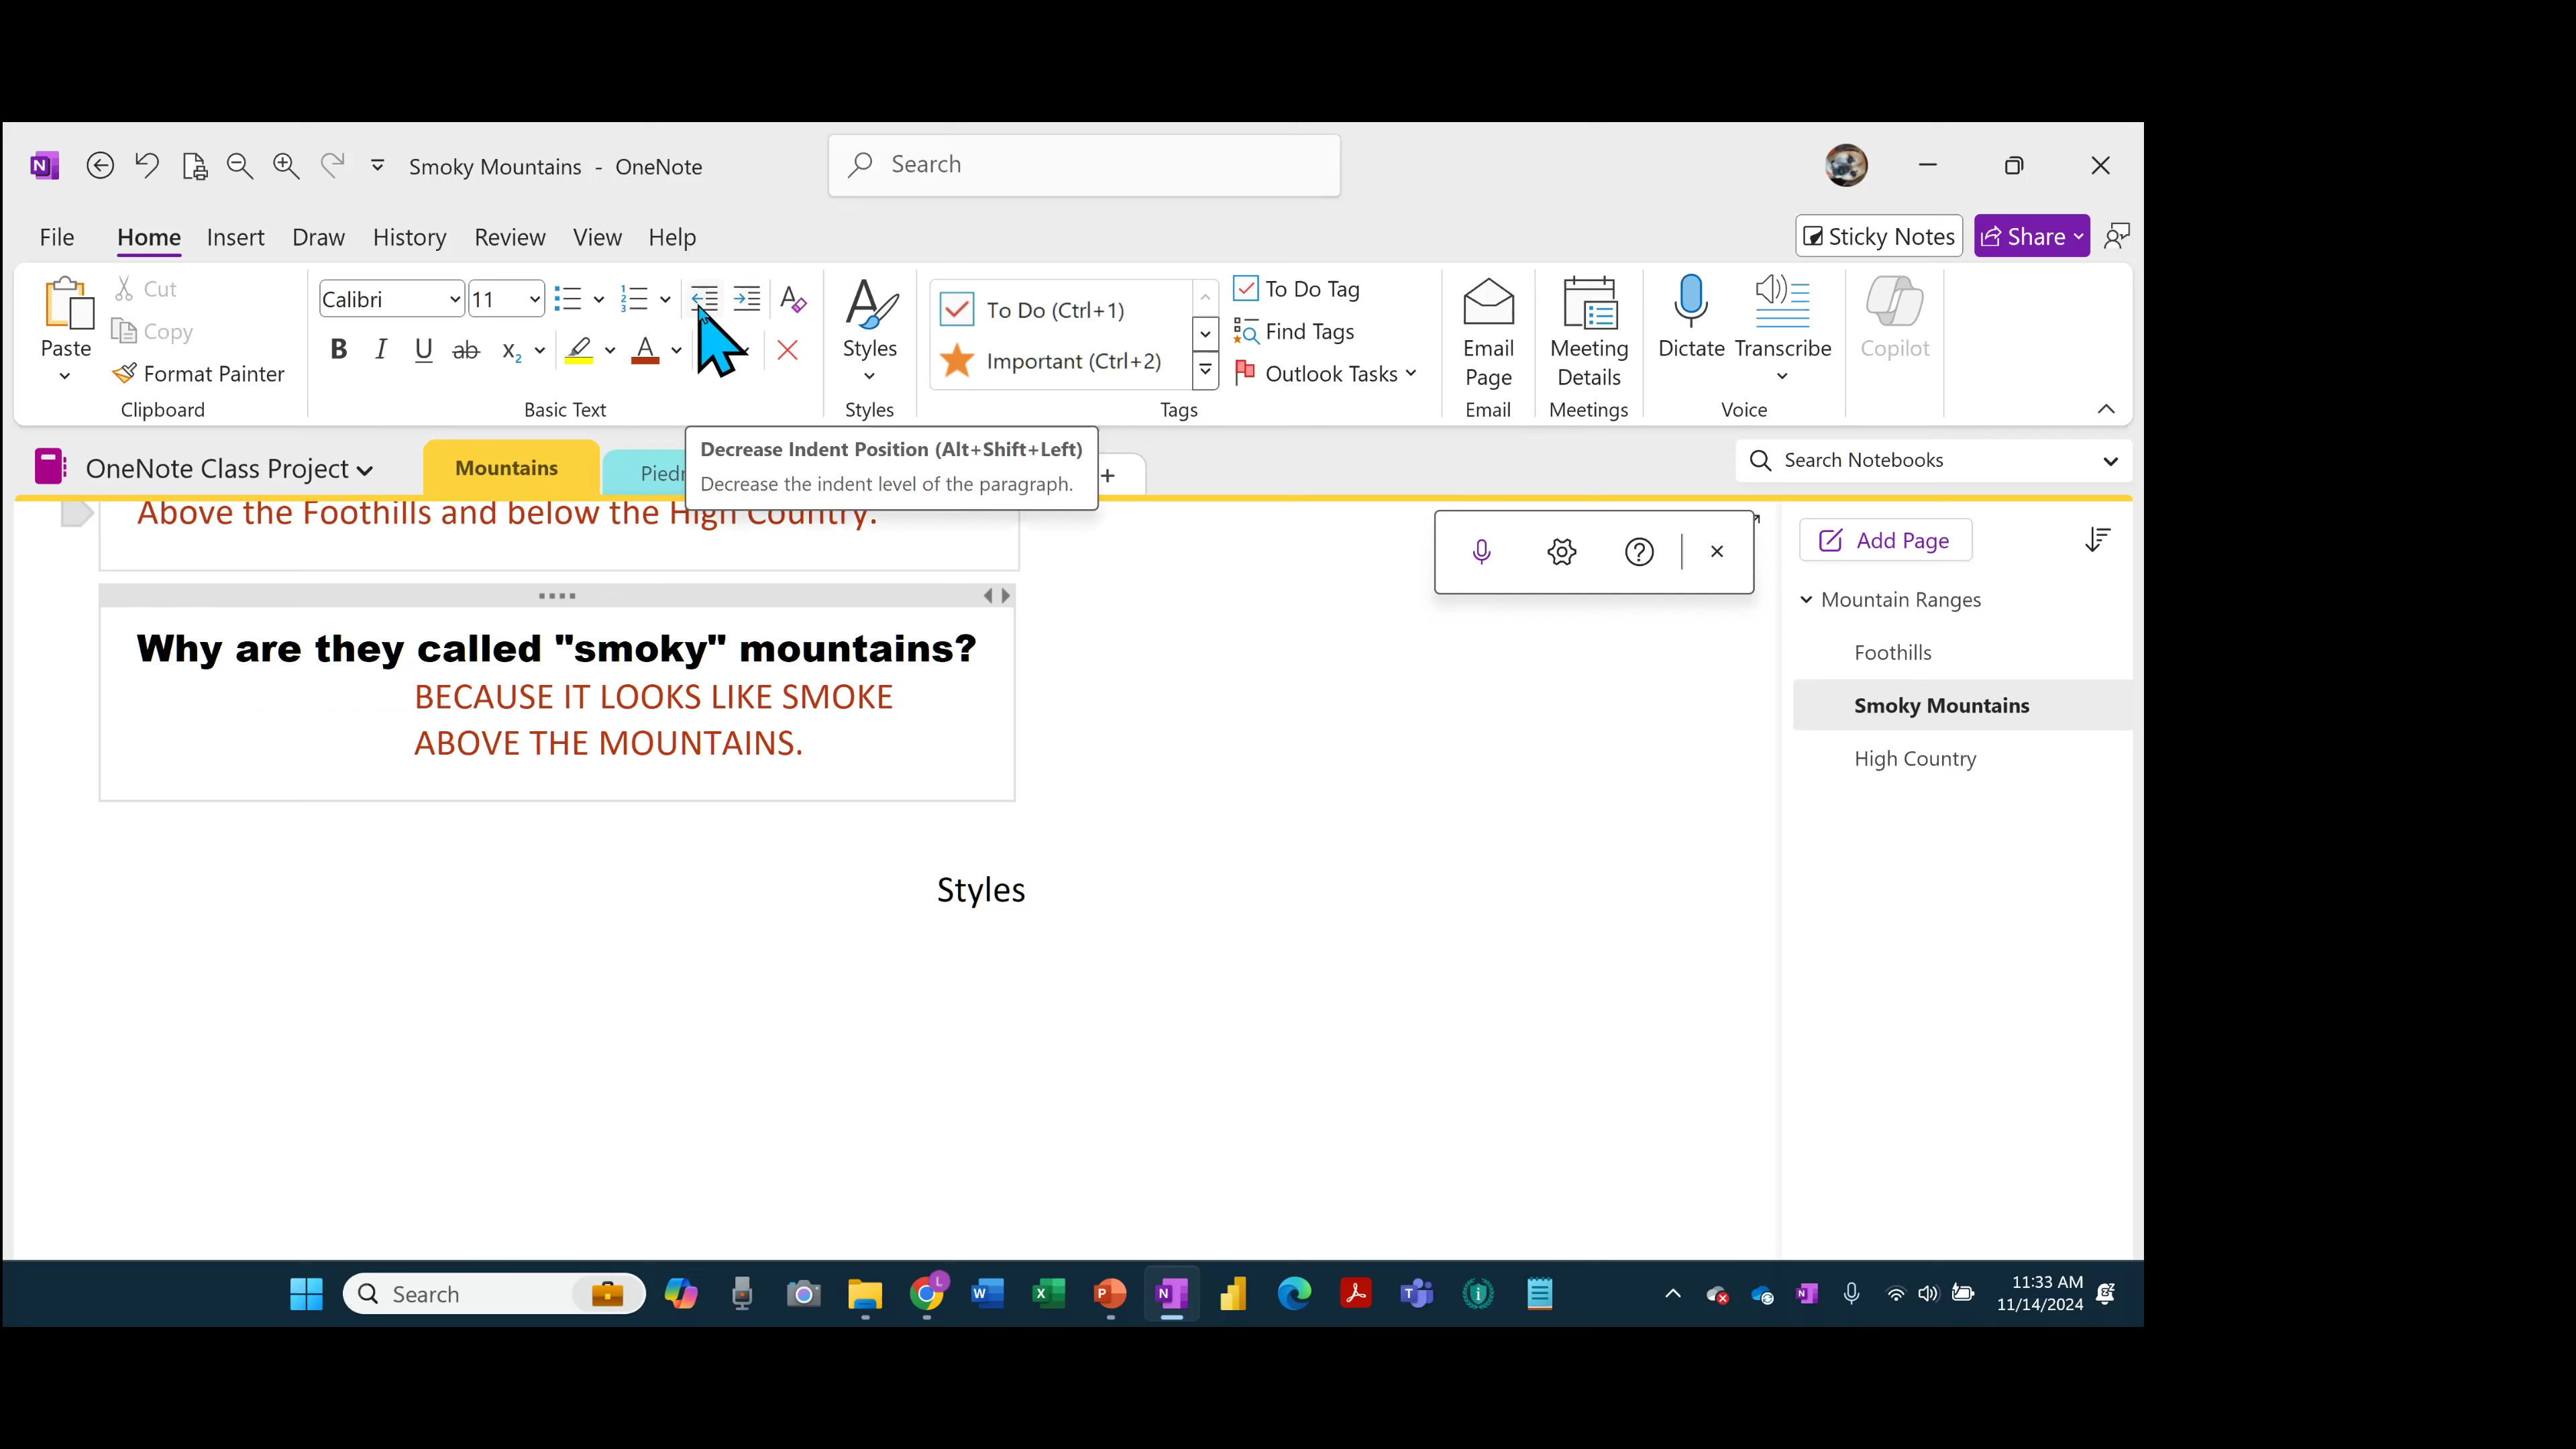 Smoky Mountains - OneNote
Search
File Home Insert Draw History Review View Help
Sticky Notes Share
Paste
Cut
Copy
Format Painter
Clipboard
Calibri 11
B I U ab x2 A
Basic Text
Styles
Styles
To Do (Ctrl+1)
Important (Ctrl+2)
To Do Tag
Find Tags
Outlook Tasks
Tags
Email
Page
Email
Meeting
Details
Meetings
Dictate
Transcribe
Voice
Copilot
Decrease Indent Position (Alt+Shift+Left)
Decrease the indent level of the paragraph.
OneNote Class Project
Mountains
Search Notebooks
Above the Foothills and below the High Country.
Why are they called "smoky" mountains?
BECAUSE IT LOOKS LIKE SMOKE
ABOVE THE MOUNTAINS.
Styles
Add Page
Mountain Ranges
Foothills
Smoky Mountains
High Country
Search
11:33 AM
11/14/2024